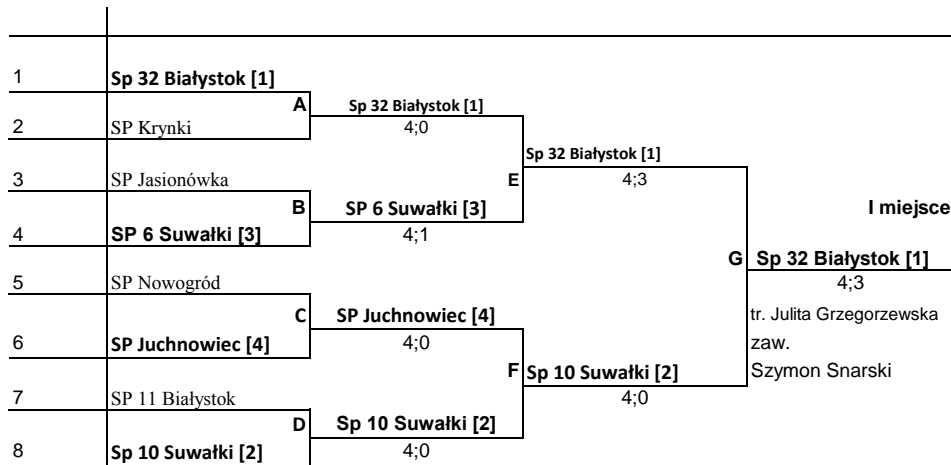 1 Sp 32 Białystok [1]
A Sp 32 Białystok [1]
2 SP Krynki 4;0
Sp 32 Białystok [1]
3 SP Jasionówka E 4;3
B SP 6 Suwałki [3] I miejsce
4 SP 6 Suwałki [3] 4;1
G Sp 32 Białystok [1]
5 SP Nowogród 4;3
C SP Juchnowiec [4] tr. Julita Grzegorzewska
6 SP Juchnowiec [4] 4;0 zaw.
F Sp 10 Suwałki [2] Szymon Snarski
7 SP 11 Białystok 4;0
D Sp 10 Suwałki [2]
8 Sp 10 Suwałki [2] 4;0